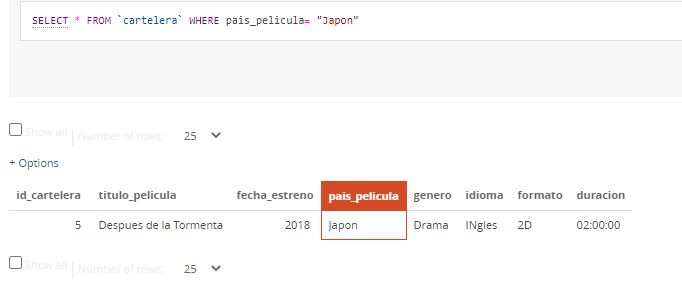 SELECT * FROM `cartelera` WHERE pais_pelicula= "Japon"
Show all | Number of rows: 25
+ Options
id_cartelera titulo_pelicula fecha_estreno pais_pelicula genero idioma formato duracion
5 Despues de la Tormenta 2018 Japon Drama INgles 2D 02:00:00
Show all | Number of rows: 25